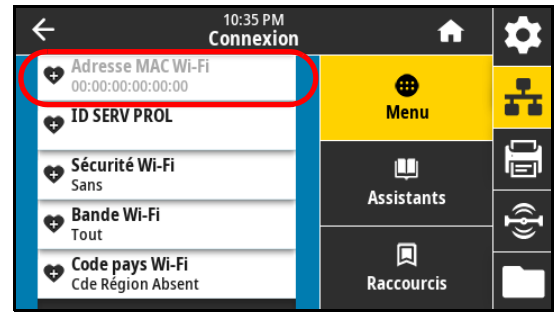 10:35 PM
Connexion
Adresse MAC Wi-Fi
00:00:00:00:00:00
ID SERV PROL
Sécurité Wi-Fi
Sans
Bande Wi-Fi
Tout
Code pays Wi-Fi
Cde Région Absent
Menu
Assistants
Raccourcis